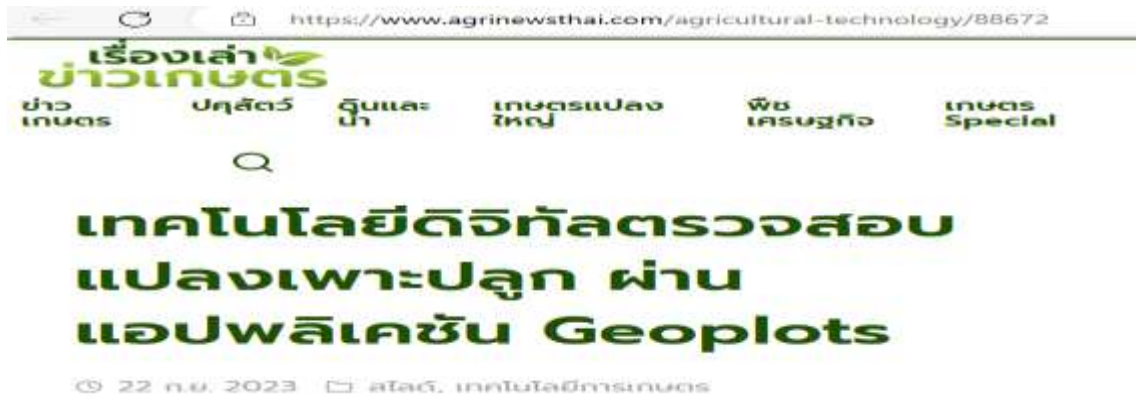 https://www.agrinewsthai.com/agricultural-technology/88672
เรื่องเล่า
ข่าวเกษตร
ข่าว
เกษตร
ปศุสัตว์
ดินและ
น้ำ
เกษตรแปลง
ใหญ่
พืช
เศรษฐกิจ
เกษตร
Special
เทคโนโลยีดิจิทัลตรวจสอบ
แปลงเพาะปลูก ผ่าน
แอปพลิเคชัน Geoplots
22 ก.ย. 2023 สไลด์, เทคโนโลยีการเกษตร